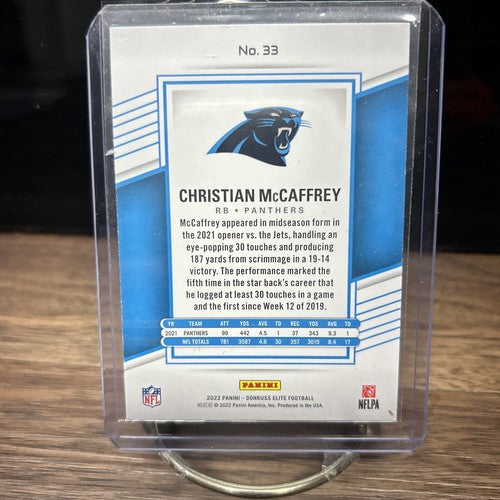 No. 33
CHRISTIAN McCAFFREY
RB • PANTHERS
McCaffrey appeared in midseason form in
the 2021 opener vs. the Jets, handling an
eye-popping 30 touches and producing
187 yards from scrimmage in a 19-14
victory. The performance marked the
fifth time in the star back's career that
he logged at least 30 touches in a game
and the first since Week 12 of 2019.
YR TEAM ATT YDS AVG TD REC YDS AVG TD
2021 PANTHERS 99 442 4.5 1 37 343 9.3 1
NFL TOTALS 781 3587 4.6 30 357 3015 8.4 17
PANINI
NFL
NFLPA
2022 PANINI - DONRUSS ELITE FOOTBALL
© 2022 Panini America, Inc. Produced in the USA.